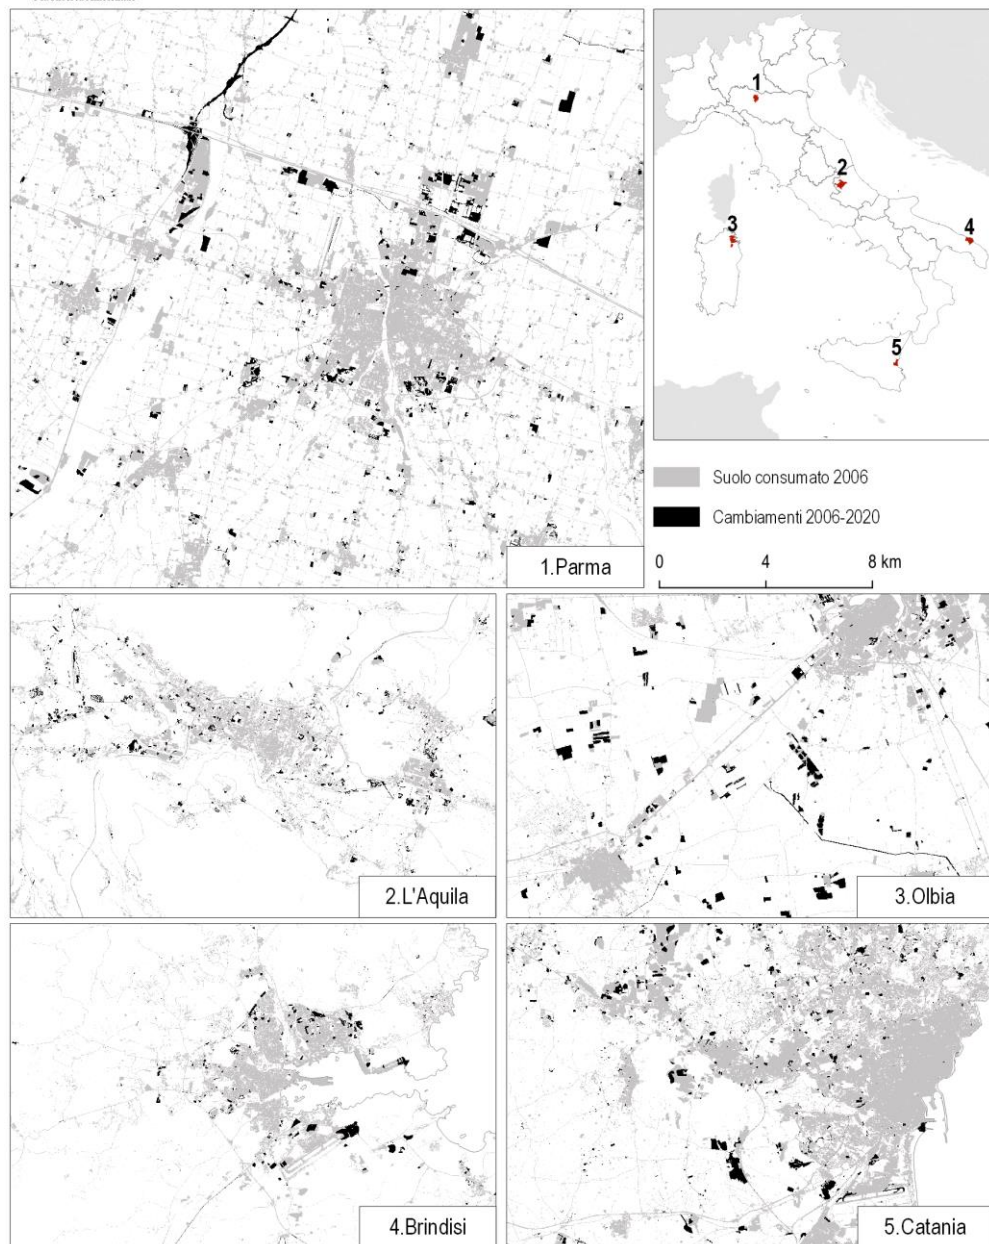 1
2
3
4
5
Suolo consumato 2006
Cambiamenti 2006-2020
0 4 8 km
1.Parma
2.L'Aquila
3.Olbia
4.Brindisi
5.Catania